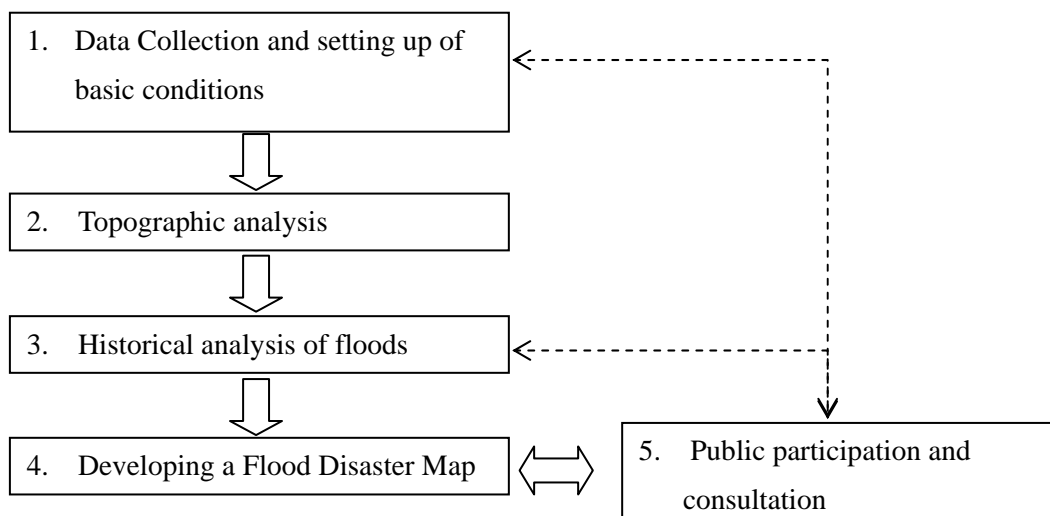 1. Data Collection and setting up of
basic conditions
2. Topographic analysis
3. Historical analysis of floods
4. Developing a Flood Disaster Map
5. Public participation and
consultation